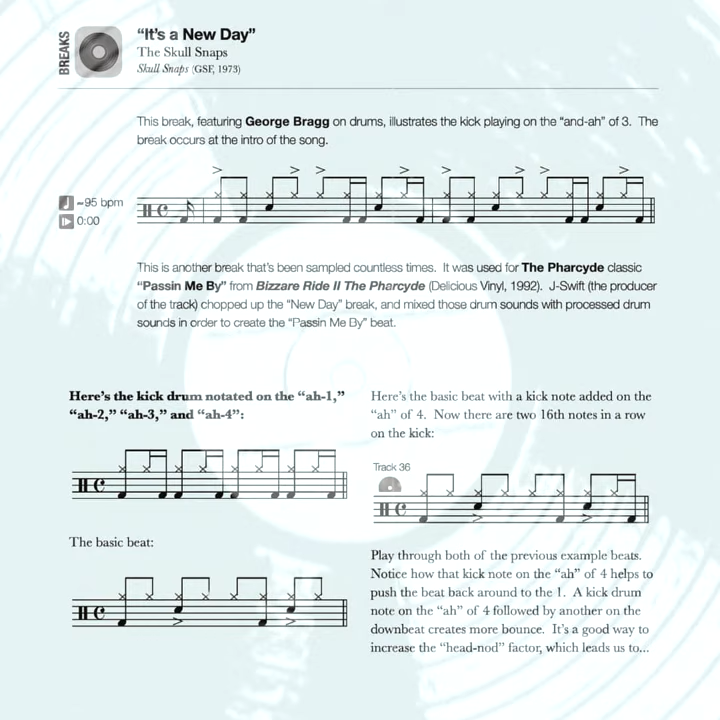 BREAKS
“It’s a New Day”
The Skull Snaps
Skull Snaps (GSF, 1973)
This break, featuring George Bragg on drums, illustrates the kick playing on the “and-ah” of 3. The
break occurs at the intro of the song.
~95 bpm
0:00
This is another break that’s been sampled countless times. It was used for The Pharcyde classic
“Passin Me By” from Bizarre Ride II The Pharcyde (Delicious Vinyl, 1992). J-Swift (the producer
of the track) chopped up the “New Day” break, and mixed those drum sounds with processed drum
sounds in order to create the “Passin Me By” beat.
Here’s the kick drum notated on the “ah-1,”
“ah-2,” “ah-3,” and “ah-4”:
The basic beat:
Here’s the basic beat with a kick note added on the
“ah” of 4. Now there are two 16th notes in a row
on the kick:
Track 36
Play through both of the previous example beats.
Notice how that kick note on the “ah” of 4 helps to
push the beat back around to the 1. A kick drum
note on the “ah” of 4 followed by another on the
downbeat creates more bounce. It’s a good way to
increase the “head-nod” factor, which leads us to...